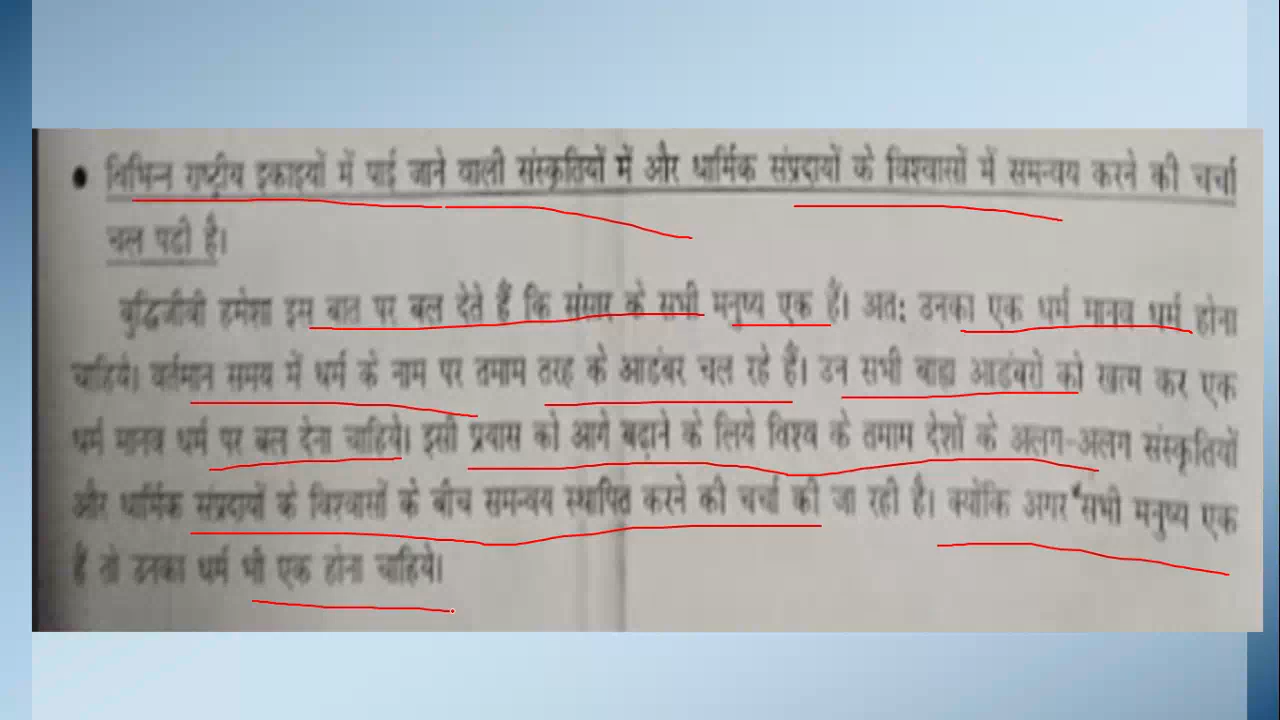 • विभिन्न राष्ट्रीय इकाइयों में पाई जाने वाली संस्कृतियों में और धार्मिक संप्रदायों के विश्वासों में समन्वय करने की चर्चा
चल पडी है।
बुद्धिजीवी हमेशा इस बात पर बल देते हैं कि संसार के सभी मनुष्य एक हैं। अत: उनका एक धर्म मानव धर्म होना
चाहिये। वर्तमान समय में धर्म के नाम पर तमाम तरह के आडंबर चल रहे हैं। उन सभी बाह्य आडंबरों को खत्म कर एक
धर्म मानव धर्म पर बल देना चाहिये। इसी प्रयास को आगे बढ़ाने के लिये विश्व के तमाम देशों के अलग-अलग संस्कृतियों
और धार्मिक संप्रदायों के विश्वासों के बीच समन्वय स्थापित करने की चर्चा की जा रही है। क्योंकि अगर सभी मनुष्य एक
हैं तो उनका धर्म भी एक होना चाहिये।